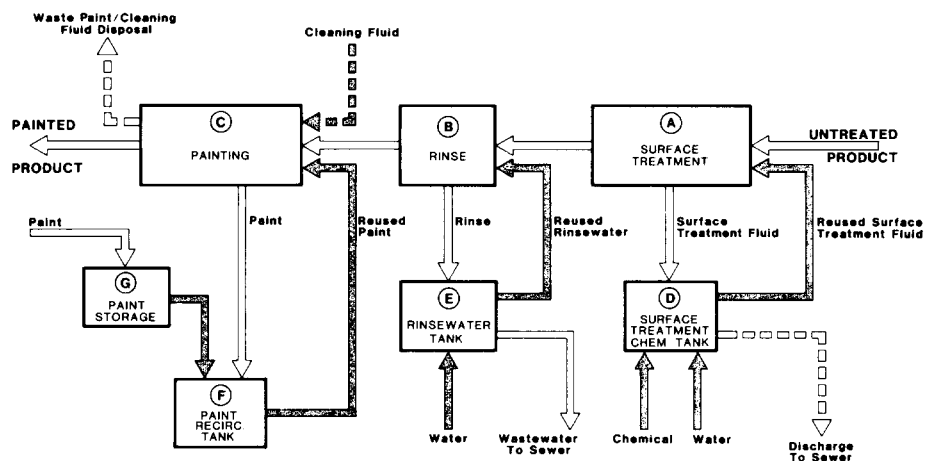 Waste Paint/Cleaning
Fluid Disposal
Cleaning Fluid
C
PAINTING
B
RINSE
A
SURFACE
TREATMENT
PAINTED
PRODUCT
UNTREATED
PRODUCT
Paint
Paint
Reused
Paint
Rinse
Reused
Rinsewater
Surface
Treatment Fluid
Reused Surface
Treatment Fluid
G
PAINT
STORAGE
E
RINSEWATER
TANK
D
SURFACE
TREATMENT
CHEM TANK
F
PAINT
RECIRC
TANK
Water
Wastewater
To Sewer
Chemical
Water
Discharge
To Sewer